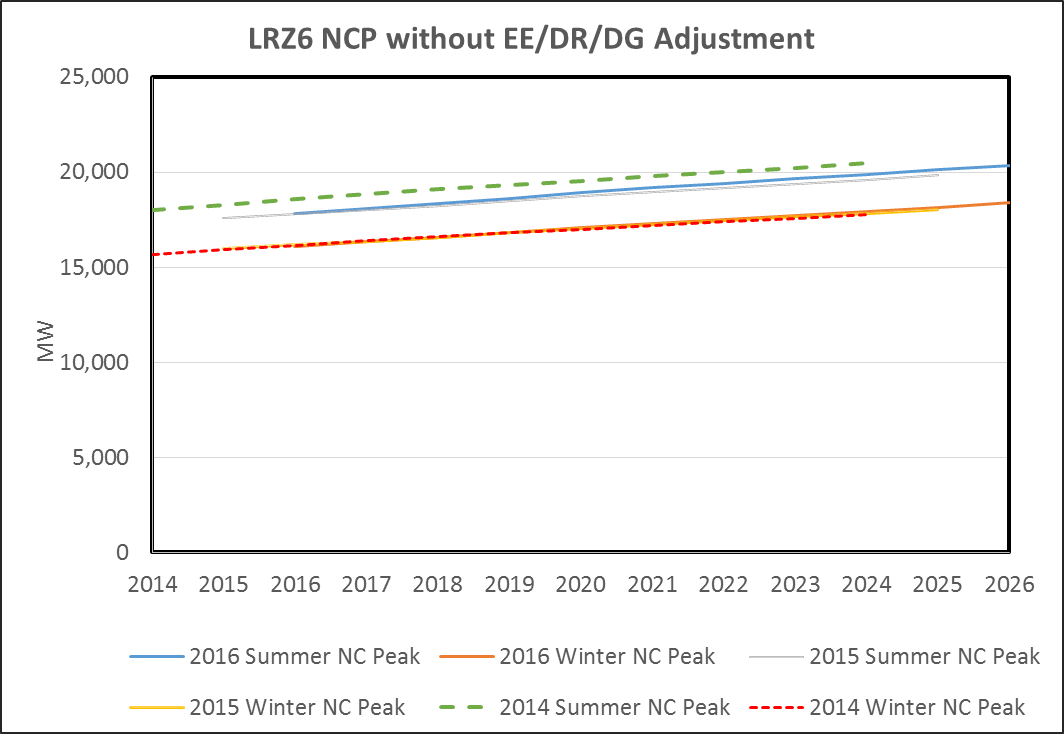 LRZ6 NCP without EE/DR/DG Adjustment
25,000
20,000
15,000
10,000
5,000
0
MW
2014 2015 2016 2017 2018 2019 2020 2021 2022 2023 2024 2025 2026
2016 Summer NC Peak 2016 Winter NC Peak 2015 Summer NC Peak
2015 Winter NC Peak 2014 Summer NC Peak 2014 Winter NC Peak